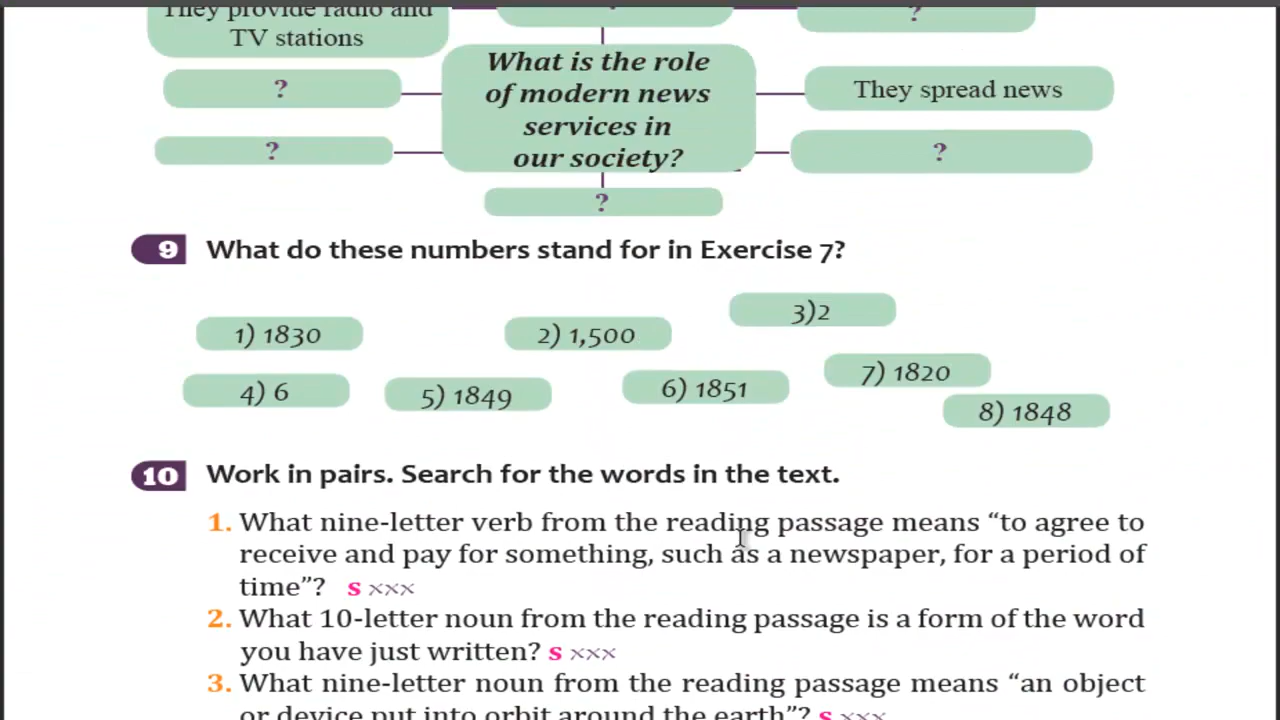 They provide radio and
TV stations
?
?
?
What is the role
of modern news
services in
our society?
They spread news
?
?
?
9 What do these numbers stand for in Exercise 7?
3)2
1) 1830
2) 1,500
7) 1820
4) 6
5) 1849
6) 1851
8) 1848
10 Work in pairs. Search for the words in the text.
1. What nine-letter verb from the reading passage means “to agree to
receive and pay for something, such as a newspaper, for a period of
time”? s xxx
2. What 10-letter noun from the reading passage is a form of the word
you have just written? s xxx
3. What nine-letter noun from the reading passage means “an object
or device put into orbit around the earth”? s xxx